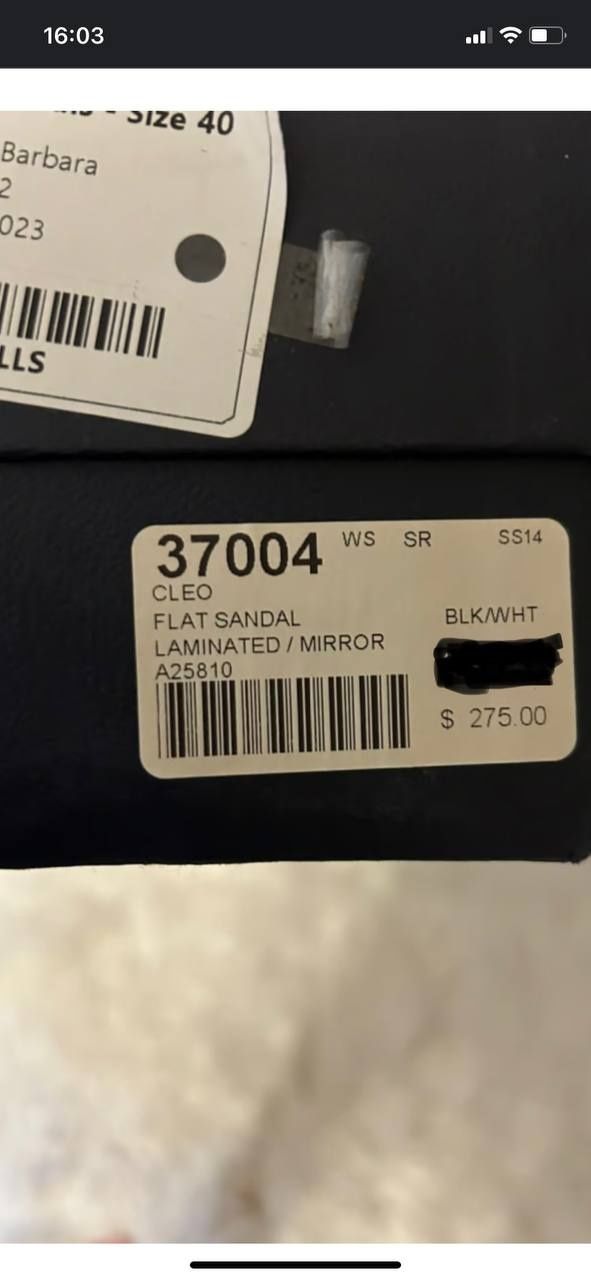 16:03
Size 40
Barbara
2
023
LLS
37004 WS SR SS14
CLEO
FLAT SANDAL BLK/WHT
LAMINATED / MIRROR
A25810
$ 275.00